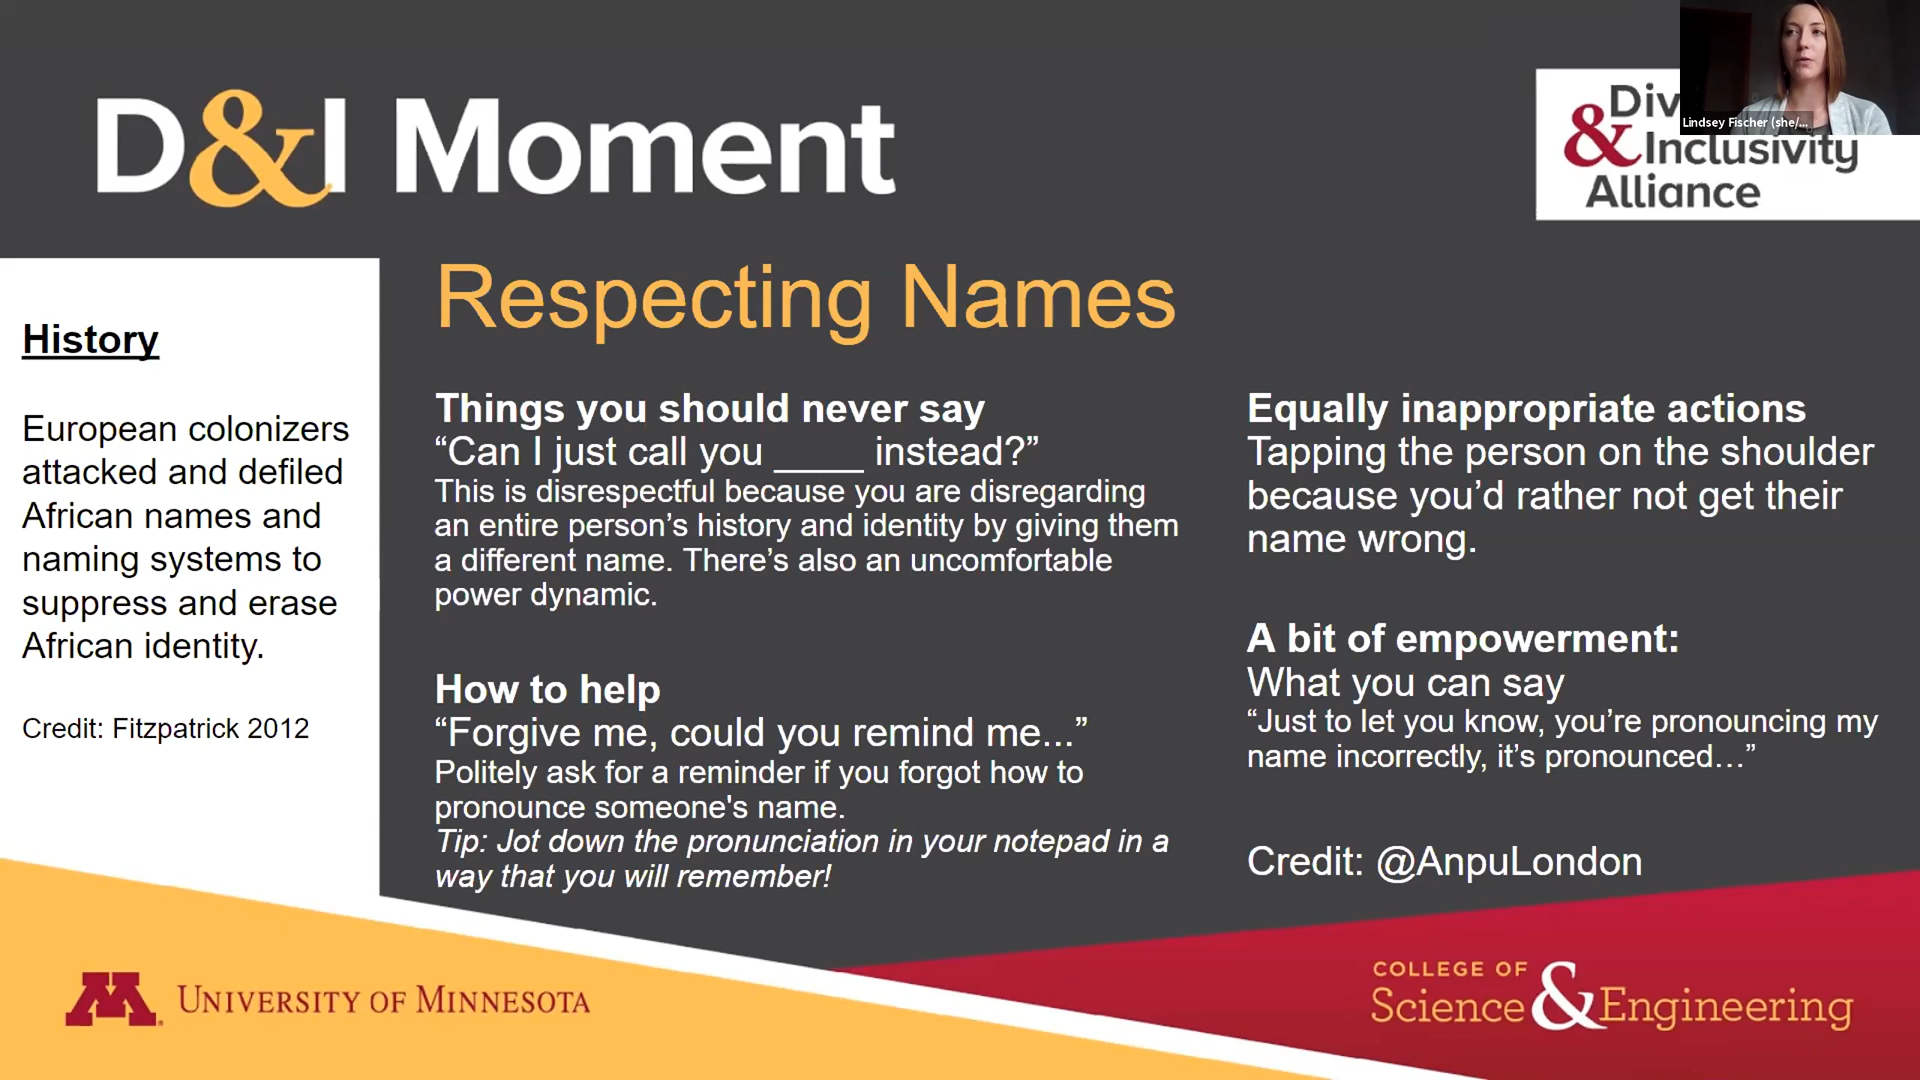 D&I Moment
Div
& Inclusivity
Alliance
Lindsey Fischer (she/...
Respecting Names
History
European colonizers
attacked and defiled
African names and
naming systems to
suppress and erase
African identity.
Credit: Fitzpatrick 2012
Things you should never say
“Can I just call you ____ instead?”
This is disrespectful because you are disregarding
an entire person’s history and identity by giving them
a different name. There’s also an uncomfortable
power dynamic.
How to help
“Forgive me, could you remind me...”
Politely ask for a reminder if you forgot how to
pronounce someone's name.
Tip: Jot down the pronunciation in your notepad in a
way that you will remember!
Equally inappropriate actions
Tapping the person on the shoulder
because you’d rather not get their
name wrong.
A bit of empowerment:
What you can say
“Just to let you know, you’re pronouncing my
name incorrectly, it’s pronounced…”
Credit: @AnpuLondon
M UNIVERSITY OF MINNESOTA
COLLEGE OF
Science & Engineering